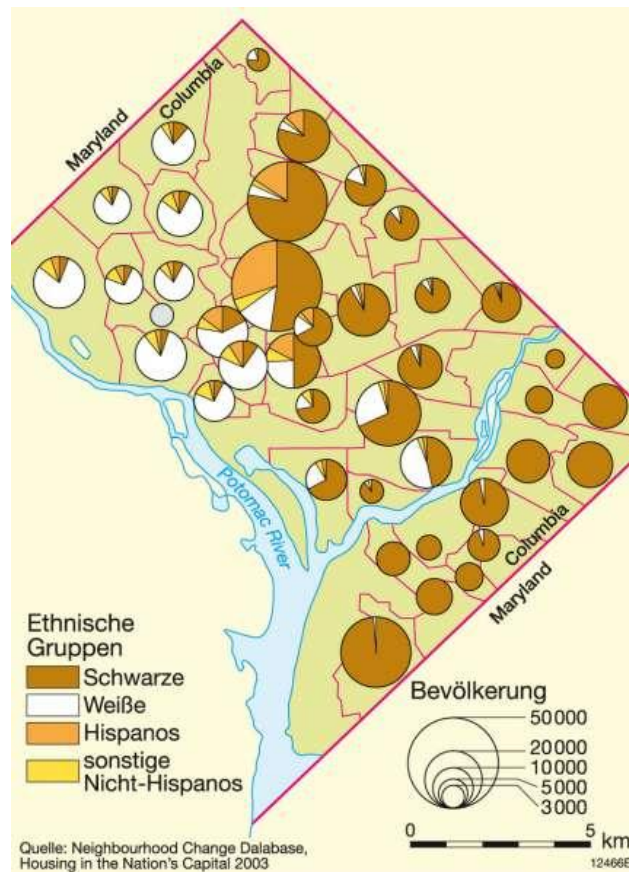 Maryland
Columbia
Potomac River
Columbia
Maryland
Ethnische
Gruppen
Schwarze
Weiße
Hispanos
sonstige
Nicht-Hispanos
Bevölkerung
50 000
20 000
10 000
5 000
3 000
0 5 km
Quelle: Neighbourhood Change Dalabase,
Housing in the Nation's Capital 2003
12466E